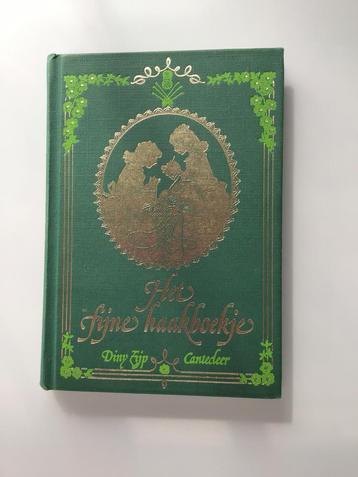 Het
fijne haakboekje
Diny Zijp Cantecleer